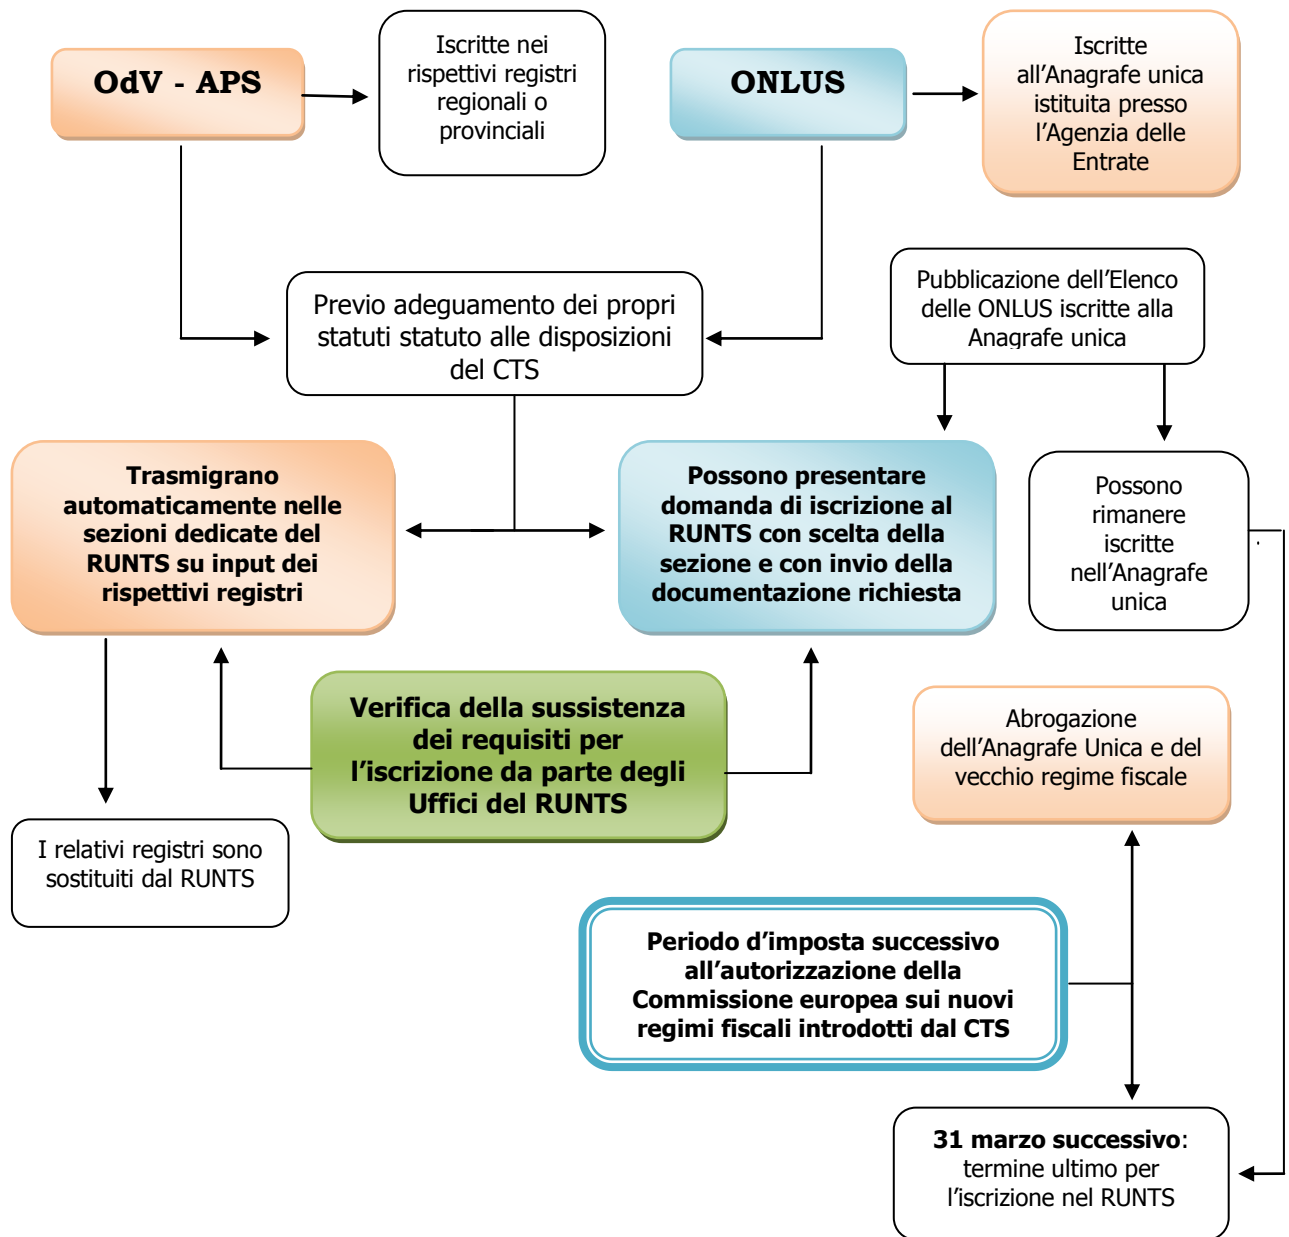 OdV - APS
Iscritte nei
rispettivi registri
regionali o
provinciali
ONLUS
Iscritte
all’Anagrafe unica
istituita presso
l’Agenzia delle
Entrate
Previo adeguamento dei propri
statuti statuto alle disposizioni
del CTS
Pubblicazione dell’Elenco
delle ONLUS iscritte alla
Anagrafe unica
Trasmigrano
automaticamente nelle
sezioni dedicate del
RUNTS su input dei
rispettivi registri
Possono presentare
domanda di iscrizione al
RUNTS con scelta della
sezione e con invio della
documentazione richiesta
Possono
rimanere
iscritte
nell’Anagrafe
unica
Verifica della sussistenza
dei requisiti per
l’iscrizione da parte degli
Uffici del RUNTS
Abrogazione
dell’Anagrafe Unica e del
vecchio regime fiscale
I relativi registri sono
sostituiti dal RUNTS
Periodo d’imposta successivo
all’autorizzazione della
Commissione europea sui nuovi
regimi fiscali introdotti dal CTS
31 marzo successivo:
termine ultimo per
l’iscrizione nel RUNTS